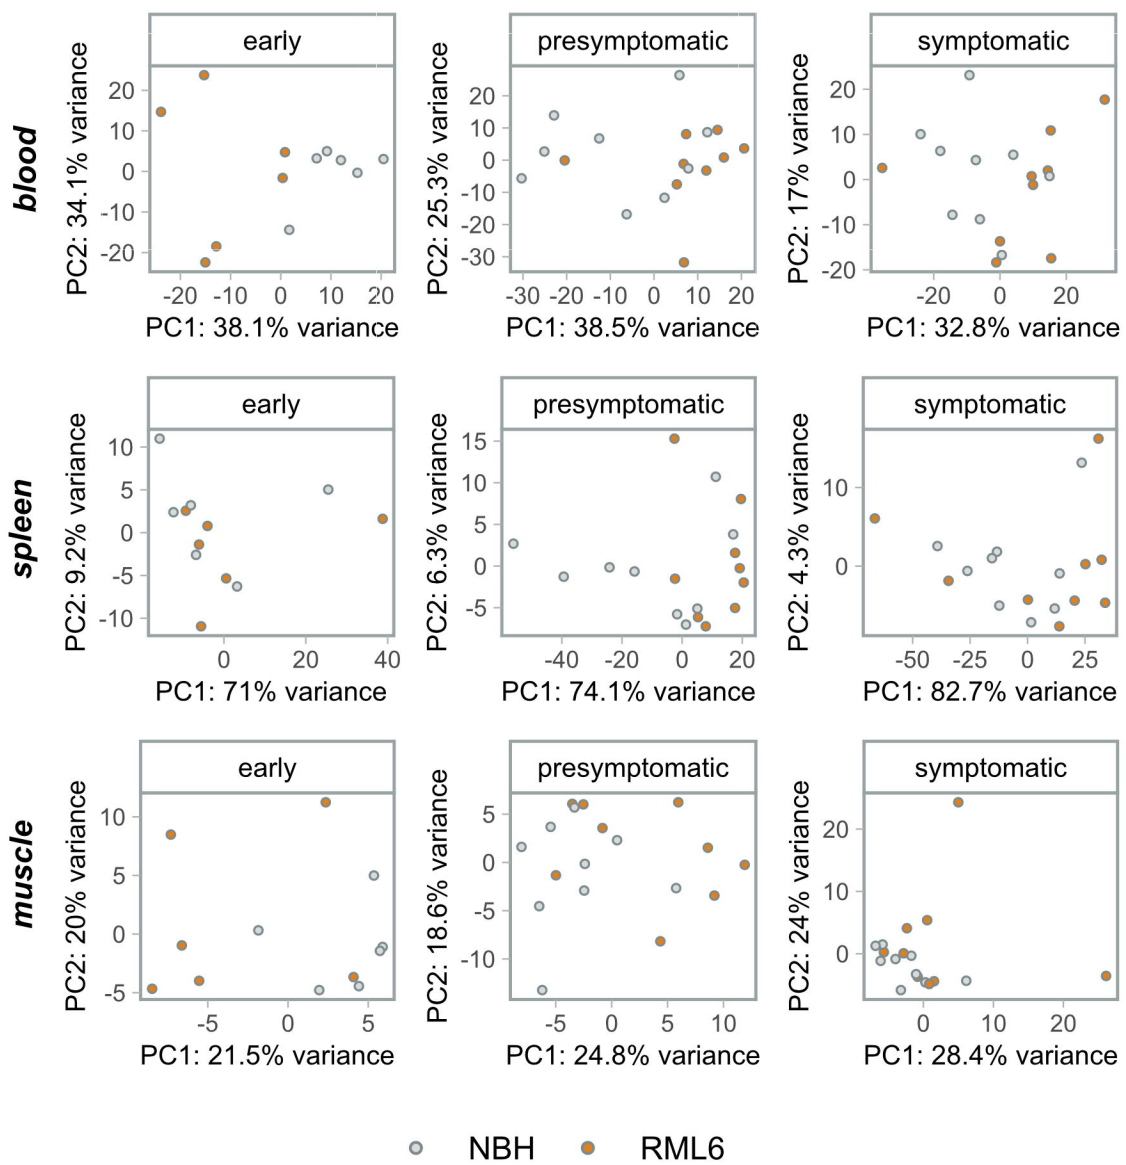 early
presymptomatic
symptomatic
blood
PC2: 34.1% variance
20
10
0
-10
-20
-20 -10 0 10 20
PC1: 38.1% variance
PC2: 25.3% variance
20
10
0
-10
-20
-30
-30 -20 -10 0 10 20
PC1: 38.5% variance
PC2: 17% variance
20
10
0
-10
-20
-20 0 20
PC1: 32.8% variance
early
presymptomatic
symptomatic
spleen
PC2: 9.2% variance
10
5
0
-5
-10
0 20 40
PC1: 71% variance
PC2: 6.3% variance
15
10
5
0
-5
-40 -20 0 20
PC1: 74.1% variance
PC2: 4.3% variance
10
0
-50 -25 0 25
PC1: 82.7% variance
early
presymptomatic
symptomatic
muscle
PC2: 20% variance
10
5
0
-5
-5 0 5
PC1: 21.5% variance
PC2: 18.6% variance
5
0
-5
-10
-5 0 5 10
PC1: 24.8% variance
PC2: 24% variance
20
10
0
0 10 20
PC1: 28.4% variance
NBH RML6